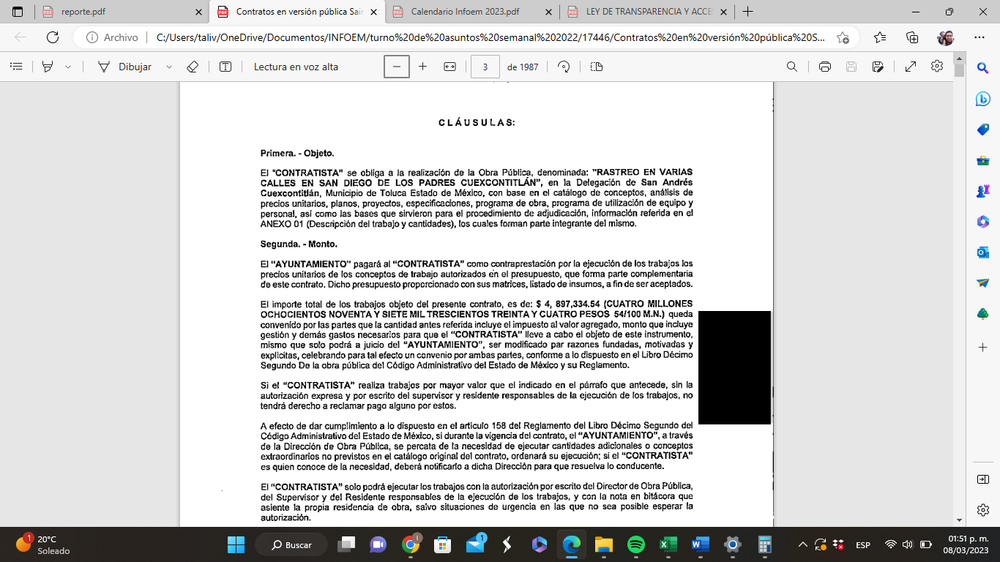 reporte.pdf
Contratos en versión pública Sai
Calendario Infoem 2023.pdf
LEY DE TRANSPARENCIA Y ACCE
Archivo
C:/Users/taliv/OneDrive/Documentos/INFOEM/turno%20de%20asuntos%20semanal%202022/17446/Contratos%20en%20versión%20pública%20S...
Dibujar
Lectura en voz alta
3
de 1987
CLÁUSULAS:
Primera. - Objeto.
El "CONTRATISTA" se obliga a la realización de la Obra Pública, denominada: "RASTREO EN VARIAS
CALLES EN SAN DIEGO DE LOS PADRES CUEXCONTITLÁN", en la Delegación de San Andrés
Cuexcontitlán, Municipio de Toluca Estado de México, con base en el catálogo de conceptos, análisis de
precios unitarios, planos, proyectos, especificaciones, programa de obra, programa de utilización de equipo y
personal, así como las bases que sirvieron para el procedimiento de adjudicación, información referida en el
ANEXO 01 (Descripción del trabajo y cantidades), los cuales forman parte integrante del mismo.
Segunda. - Monto.
El "AYUNTAMIENTO" pagará al "CONTRATISTA" como contraprestación por la ejecución de los trabajos los
precios unitarios de los conceptos de trabajo autorizados en el presupuesto, que forma parte complementaria
de este contrato. Dicho presupuesto proporcionado con sus matrices, listado de insumos, a fin de ser aceptados.
El importe total de los trabajos objeto del presente contrato, es de: $ 4, 897,334.54 (CUATRO MILLONES
OCHOCIENTOS NOVENTA Y SIETE MIL TRESCIENTOS TREINTA Y CUATRO PESOS 54/100 M.N.) queda
convenido por las partes que la cantidad antes referida incluye el impuesto al valor agregado, monto que incluye
gestión y demás gastos necesarios para que el "CONTRATISTA" lleve a cabo el objeto de este instrumento,
mismo que solo podrá a juicio del "AYUNTAMIENTO", ser modificado par razones fundadas, motivadas y
explicitas, celebrando para tal efecto un convenio por ambas partes, conforme a lo dispuesto en el Libro Décimo
Segundo De la obra pública del Código Administrativo del Estado de México y su Reglamento.
Si el "CONTRATISTA" realiza trabajos por mayor valor que el indicado en el párrafo que antecede, sin la
autorización expresa y por escrito del supervisor y residente responsables de la ejecución de los trabajos, no
tendrá derecho a reclamar pago alguno por estos.
A efecto de dar cumplimiento a lo dispuesto en el artículo 158 del Reglamento del Libro Décimo Segundo del
Código Administrativo del Estado de México, si durante la vigencia del contrato, el "AYUNTAMIENTO", a través
de la Dirección de Obra Pública, se percata de la necesidad de ejecutar cantidades adicionales o conceptos
extraordinarios no previstos en el catálogo original del contrato, ordenará su ejecución; si el "CONTRATISTA"
es quien conoce de la necesidad, deberá notificarlo a dicha Dirección para que resuelva lo conducente.
El "CONTRATISTA" solo podrá ejecutar los trabajos con la autorización por escrito del Director de Obra Pública,
del Supervisor y del Residente responsables de la ejecución de los trabajos, y con la nota en bitácora que
asiente la propia residencia de obra, salvo situaciones de urgencia en las que no sea posible esperar la
autorización.
1
20°C
Soleado
Buscar
1
ESP
01:51 p. m.
08/03/2023